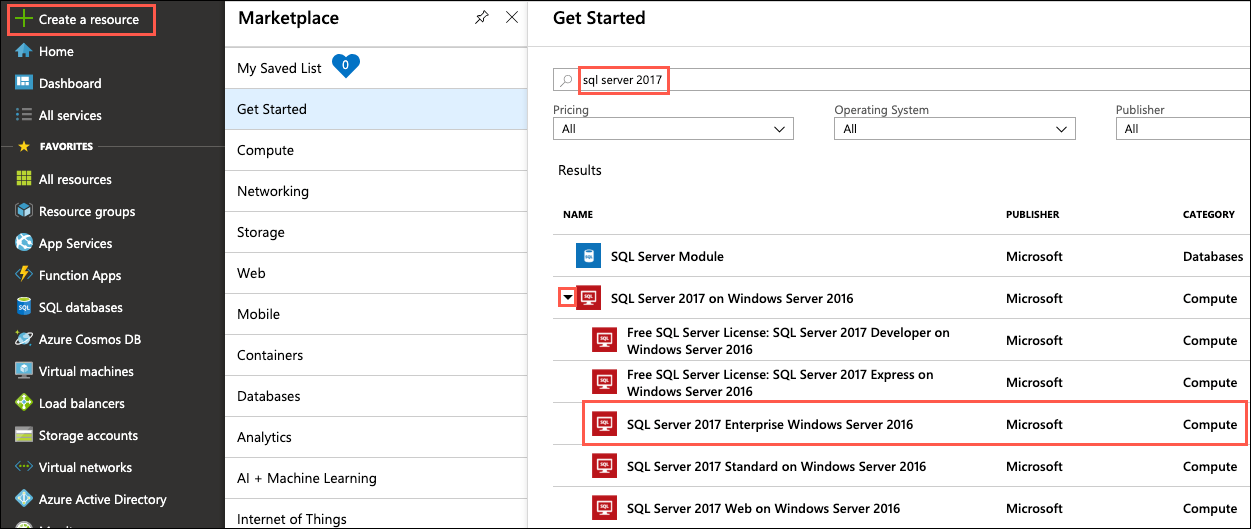 Create a resource
Home
Dashboard
All services
FAVORITES
All resources
Resource groups
App Services
Function Apps
SQL databases
Azure Cosmos DB
Virtual machines
Load balancers
Storage accounts
Virtual networks
Azure Active Directory
Marketplace
My Saved List
0
Get Started
Compute
Networking
Storage
Web
Mobile
Containers
Databases
Analytics
AI + Machine Learning
Internet of Things
Get Started
sql server 2017
Pricing
All
Operating System
All
Publisher
All
Results
NAME PUBLISHER CATEGORY
SQL Server Module Microsoft Databases
SQL Server 2017 on Windows Server 2016 Microsoft Compute
Free SQL Server License: SQL Server 2017 Developer on
Windows Server 2016
Microsoft Compute
Free SQL Server License: SQL Server 2017 Express on
Windows Server 2016
Microsoft Compute
SQL Server 2017 Enterprise Windows Server 2016 Microsoft Compute
SQL Server 2017 Standard on Windows Server 2016 Microsoft Compute
SQL Server 2017 Web on Windows Server 2016 Microsoft Compute